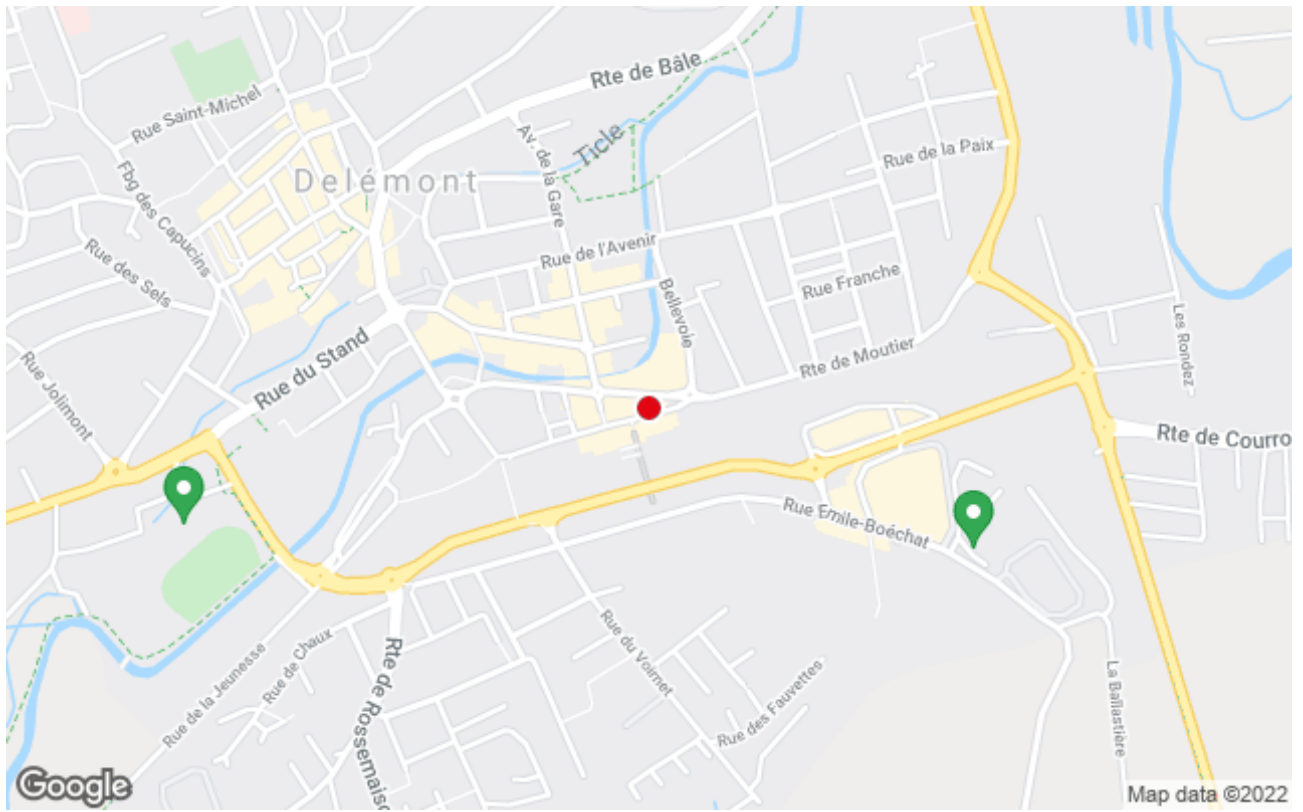 Rte de Bâle
Rue Saint-Michel
Av. de la Gare
Ticle
Rue de la Paix
Delémont
Fbg des Capucins
Rue de l'Avenir
Rue des Sels
Bellevoie
Rue Franche
Les Rondez
Rue du Stand
Rte de Moutier
Rue Jolimont
Rte de Courro
Rue Emile-Boéchat
Rue du Voirnet
Rue de Chaux
Rue de la Jeunesse
Rte de Rossemaiso
Rue des Fauvettes
La Ballastière
Google
Map data ©2022